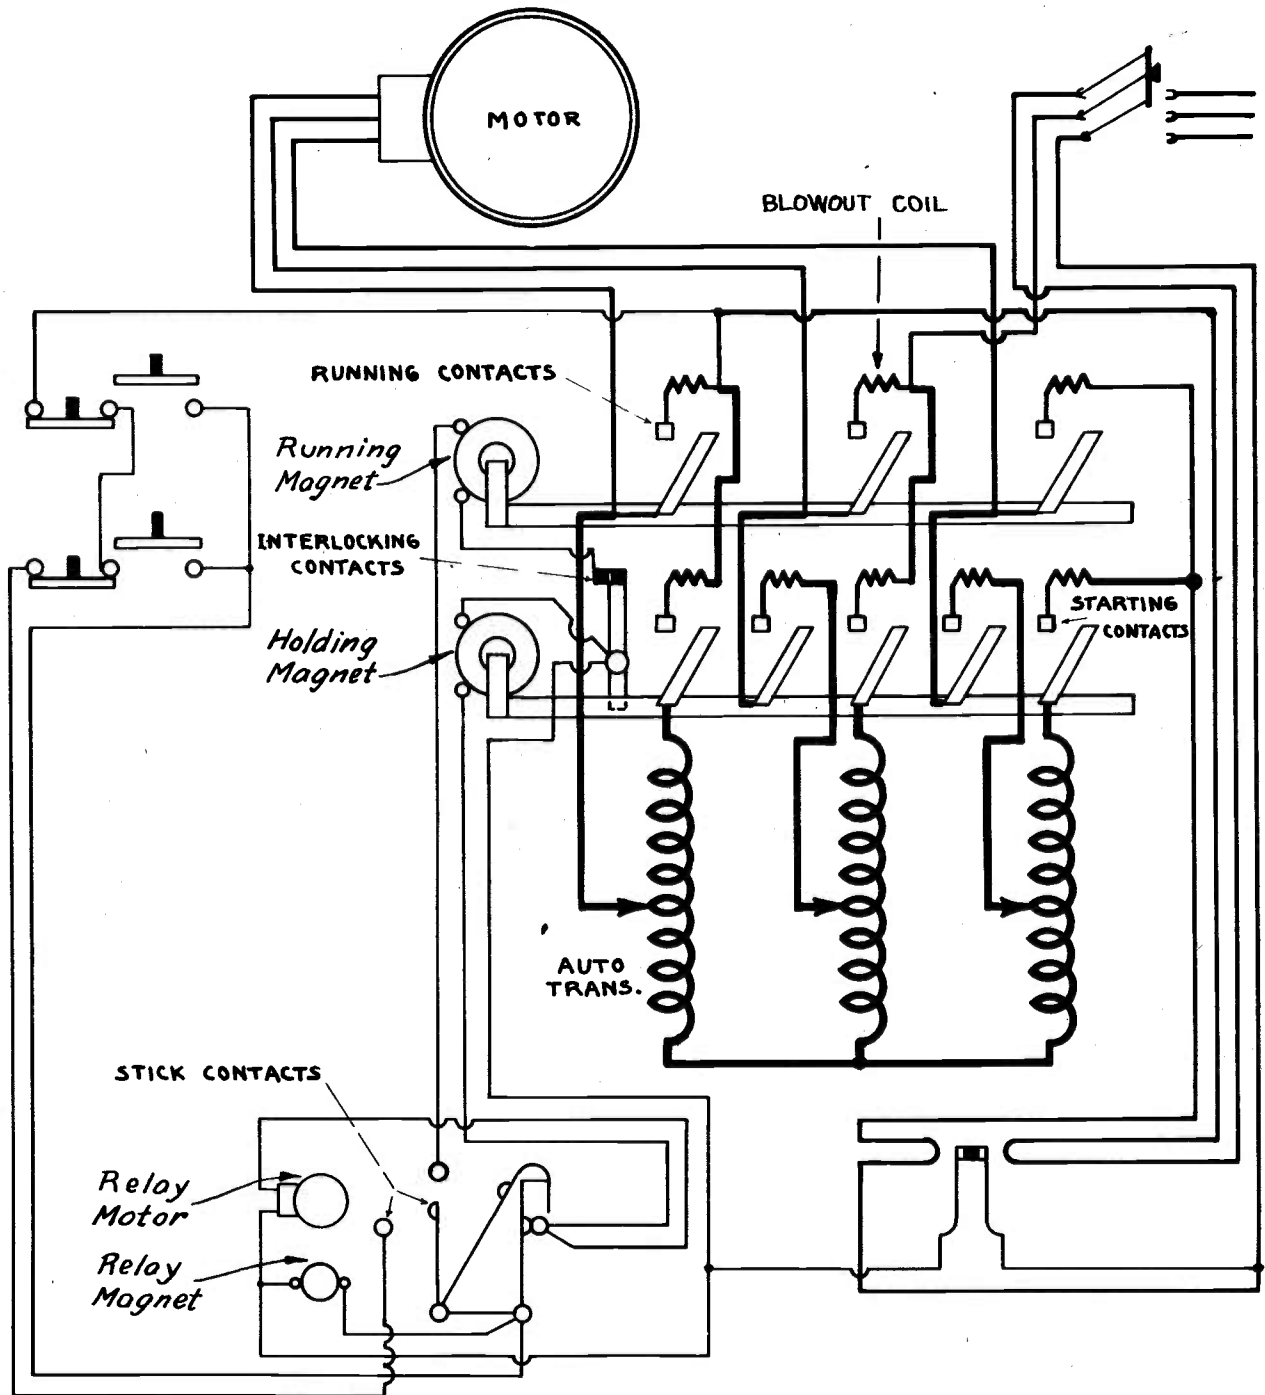 MOTOR
BLOWOUT COIL
RUNNING CONTACTS
Running
Magnet
INTERLOCKING
CONTACTS
STARTING
CONTACTS
Holding
Magnet
AUTO
TRANS.
STICK CONTACTS
Relay
Motor
Relay
Magnet